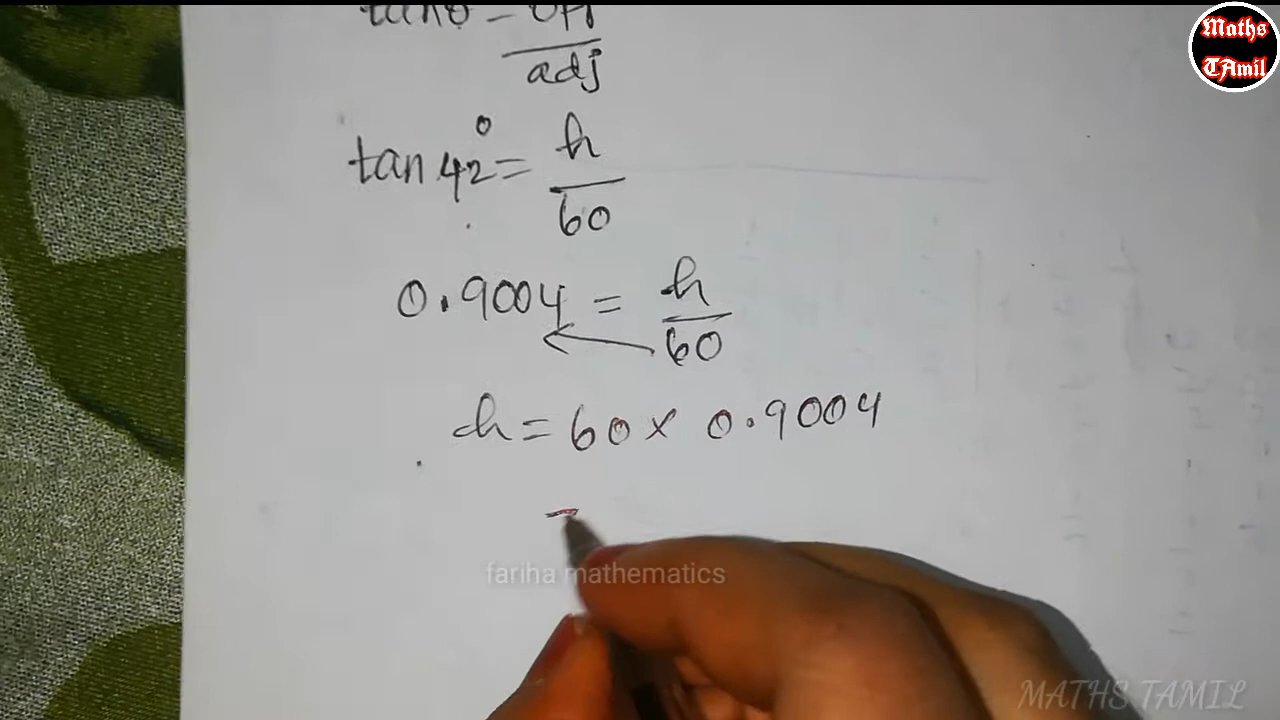 Maths
TAmil
adj
tan 42° = h/60
0.9004 = h/60
h = 60 × 0.9004
fariha mathematics
MATHS TAMIL